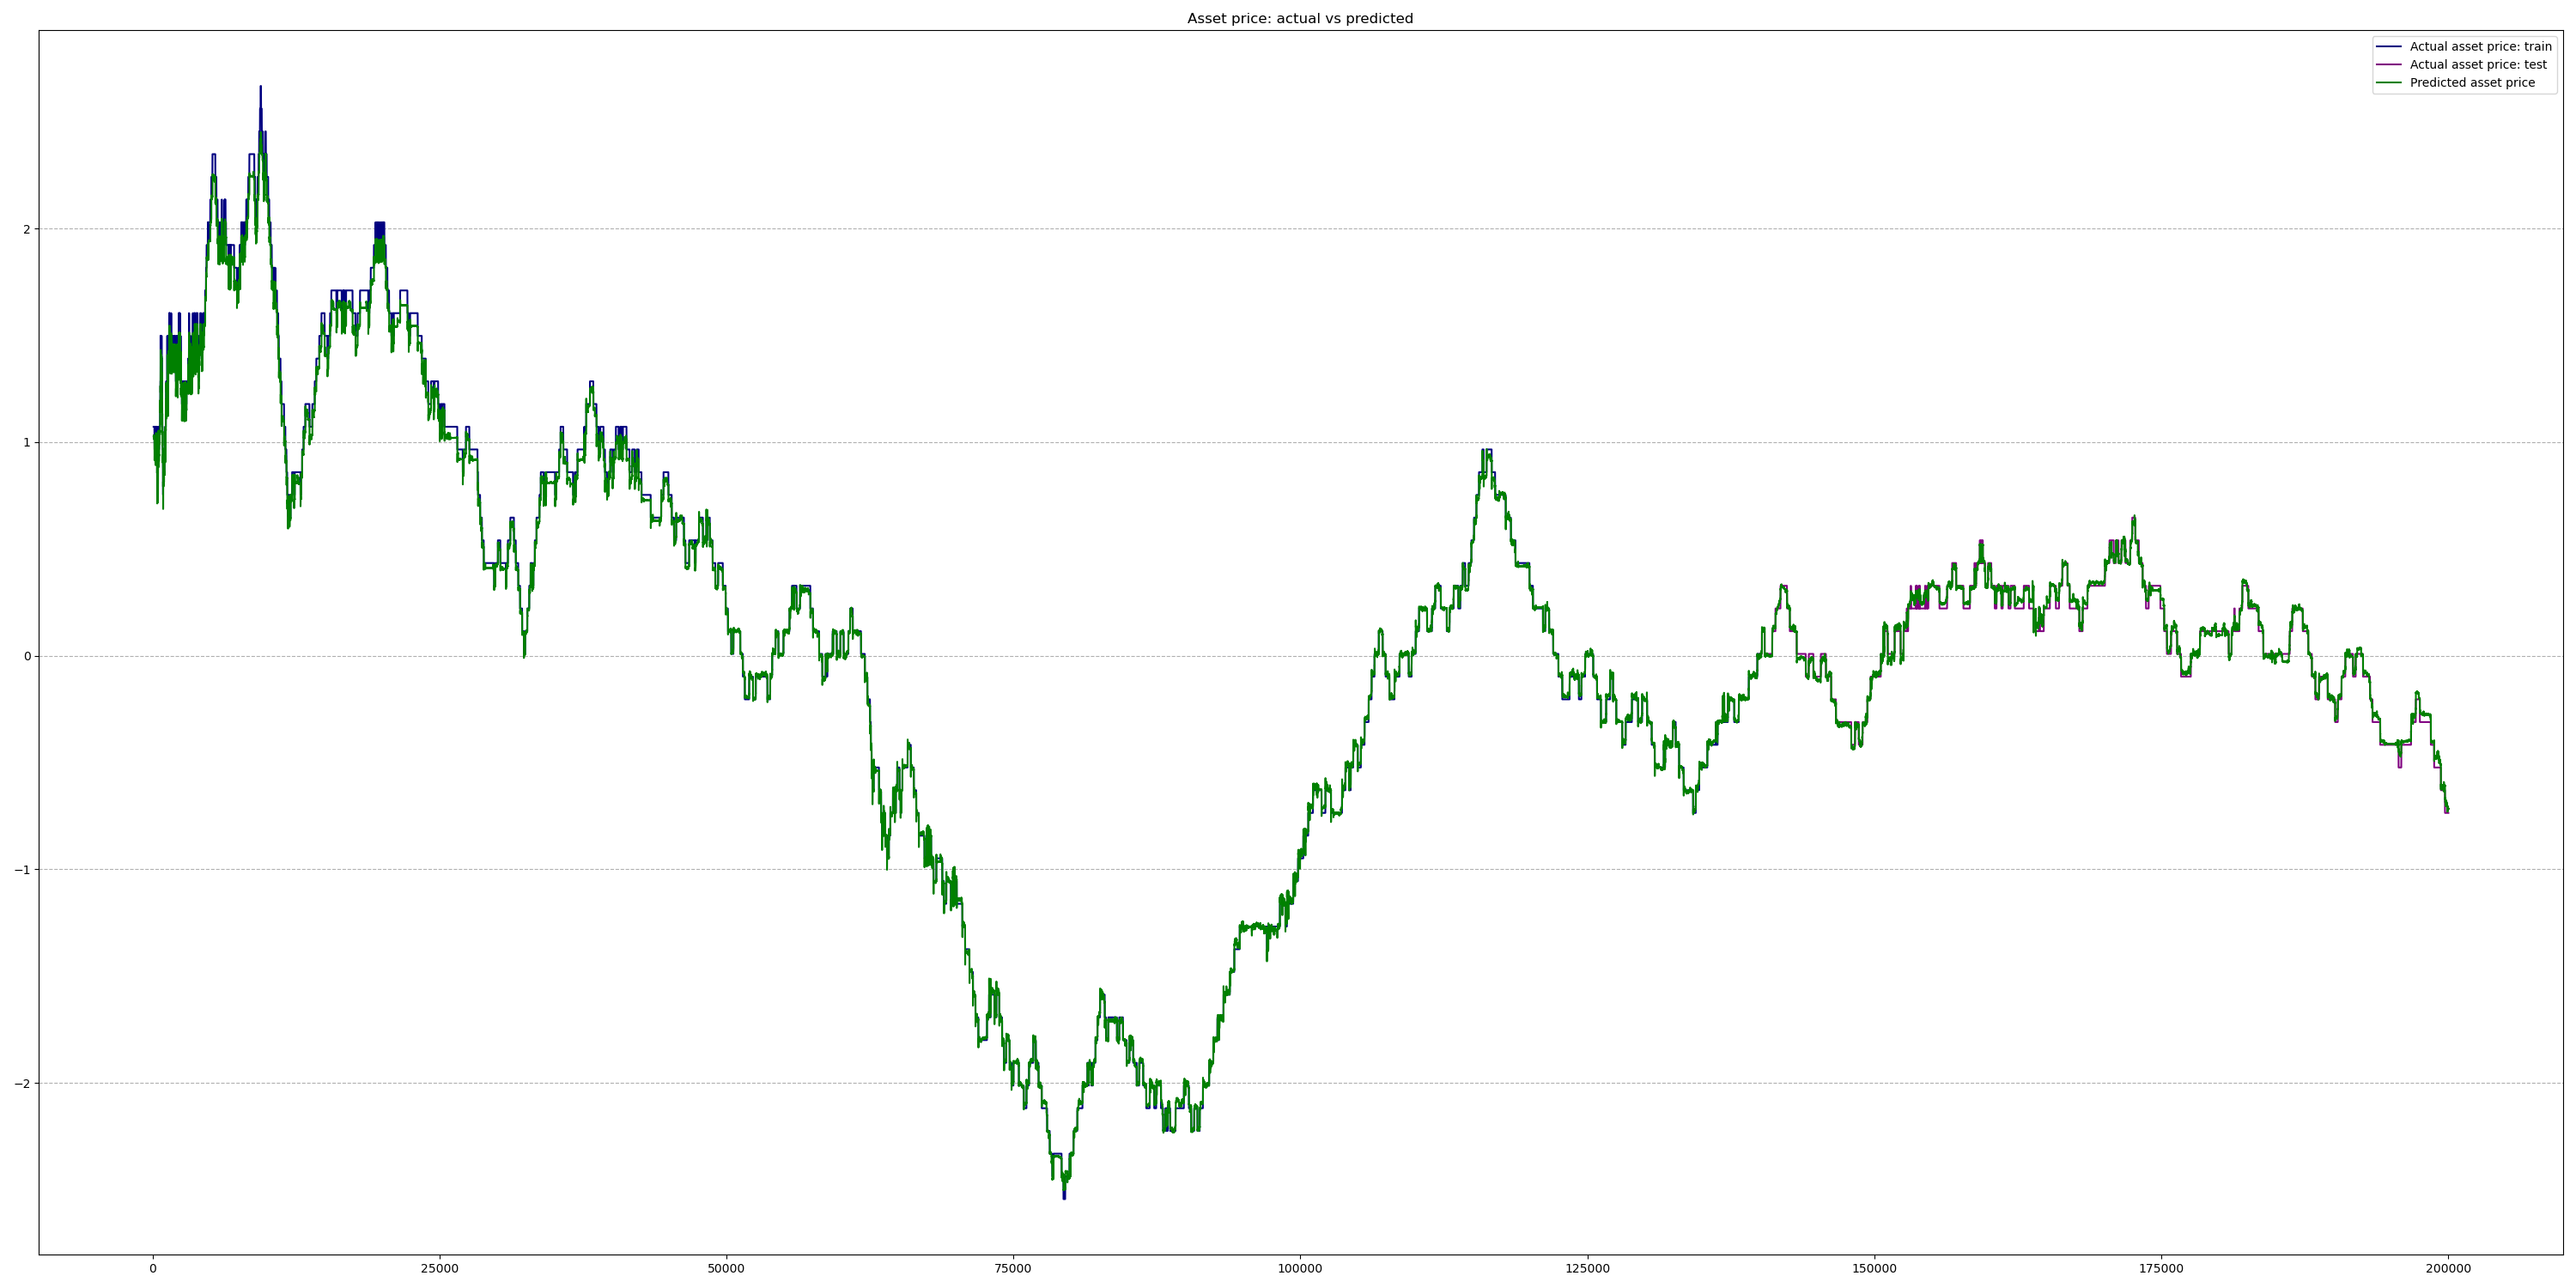 Asset price: actual vs predicted
Actual asset price: train
Actual asset price: test
Predicted asset price
2
1
0
−1
−2
0 25000 50000 75000 100000 125000 150000 175000 200000